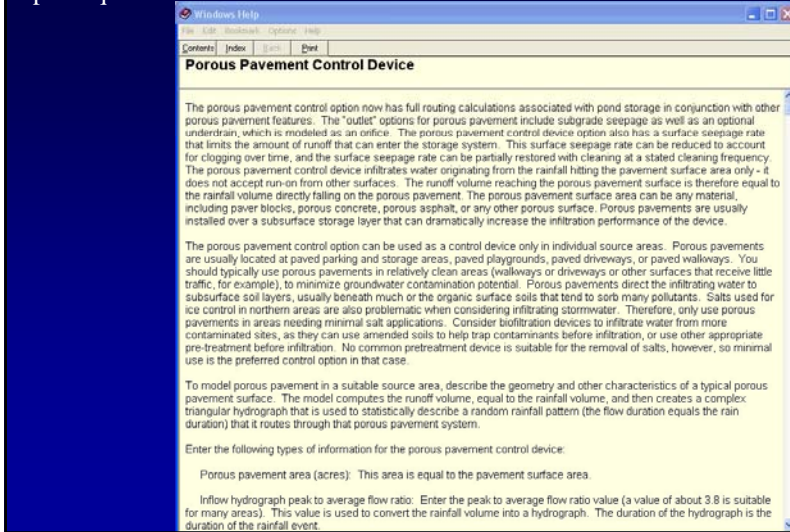 Windows Help
File Edit Bookmark Options Help
Contents Index Back Print
Porous Pavement Control Device
The porous pavement control option now has full routing calculations associated with pond storage in conjunction with other
porous pavement features. The "outlet" options for porous pavement include subgrade seepage as well as an optional
underdrain, which is modeled as an orifice. The porous pavement control device option also has a surface seepage rate
that limits the amount of runoff that can enter the storage system. This surface seepage rate can be reduced to account
for clogging over time, and the surface seepage rate can be partially restored with cleaning at a stated cleaning frequency.
The porous pavement control device infiltrates water originating from the rainfall hitting the pavement surface area only - it
does not accept run-on from other surfaces. The runoff volume reaching the porous pavement surface is therefore equal to
the rainfall volume directly falling on the porous pavement. The porous pavement surface area can be any material,
including paver blocks, porous concrete, porous asphalt, or any other porous surface. Porous pavements are usually
installed over a subsurface storage layer that can dramatically increase the infiltration performance of the device.
The porous pavement control option can be used as a control device only in individual source areas. Porous pavements
are usually located at paved parking and storage areas, paved playgrounds, paved driveways, or paved walkways. You
should typically use porous pavements in relatively clean areas (walkways or driveways or other surfaces that receive little
traffic, for example), to minimize groundwater contamination potential. Porous pavements direct the infiltrating water to
subsurface soil layers, usually beneath much or the organic surface soils that tend to sorb many pollutants. Salts used for
ice control in northern areas are also problematic when considering infiltrating stormwater. Therefore, only use porous
pavements in areas needing minimal salt applications. Consider biofiltration devices to infiltrate water from more
contaminated sites, as they can use amended soils to help trap contaminants before infiltration, or use other appropriate
pre-treatment before infiltration. No common pretreatment device is suitable for the removal of salts, however, so minimal
use is the preferred control option in that case.
To model porous pavement in a suitable source area, describe the geometry and other characteristics of a typical porous
pavement surface. The model computes the runoff volume, equal to the rainfall volume, and then creates a complex
triangular hydrograph that is used to statistically describe a random rainfall pattern (the flow duration equals the rain
duration) that it routes through that porous pavement system.
Enter the following types of information for the porous pavement control device:
Porous pavement area (acres): This area is equal to the pavement surface area.
Inflow hydrograph peak to average flow ratio: Enter the peak to average flow ratio value (a value of about 3.8 is suitable
for many areas). This value is used to convert the rainfall volume into a hydrograph. The duration of the hydrograph is the
duration of the rainfall event.